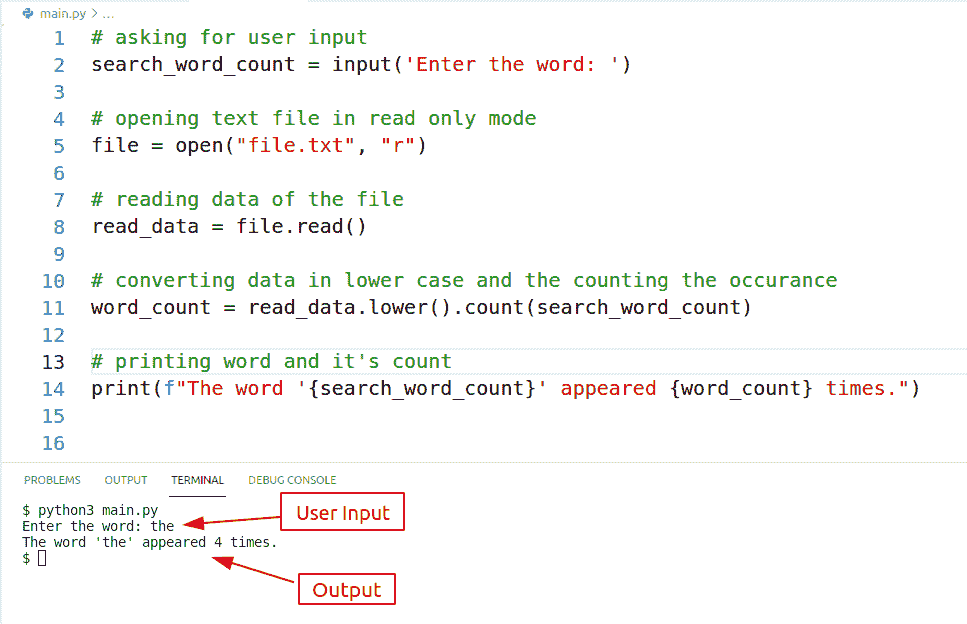 main.py > ...
1 # asking for user input
2 search_word_count = input('Enter the word: ')
3
4 # opening text file in read only mode
5 file = open("file.txt", "r")
6
7 # reading data of the file
8 read_data = file.read()
9
10 # converting data in lower case and the counting the occurance
11 word_count = read_data.lower().count(search_word_count)
12
13 # printing word and it's count
14 print(f"The word '{search_word_count}' appeared {word_count} times.")
15
16
PROBLEMS OUTPUT TERMINAL DEBUG CONSOLE
$ python3 main.py
Enter the word: the
User Input
The word 'the' appeared 4 times.
$
Output